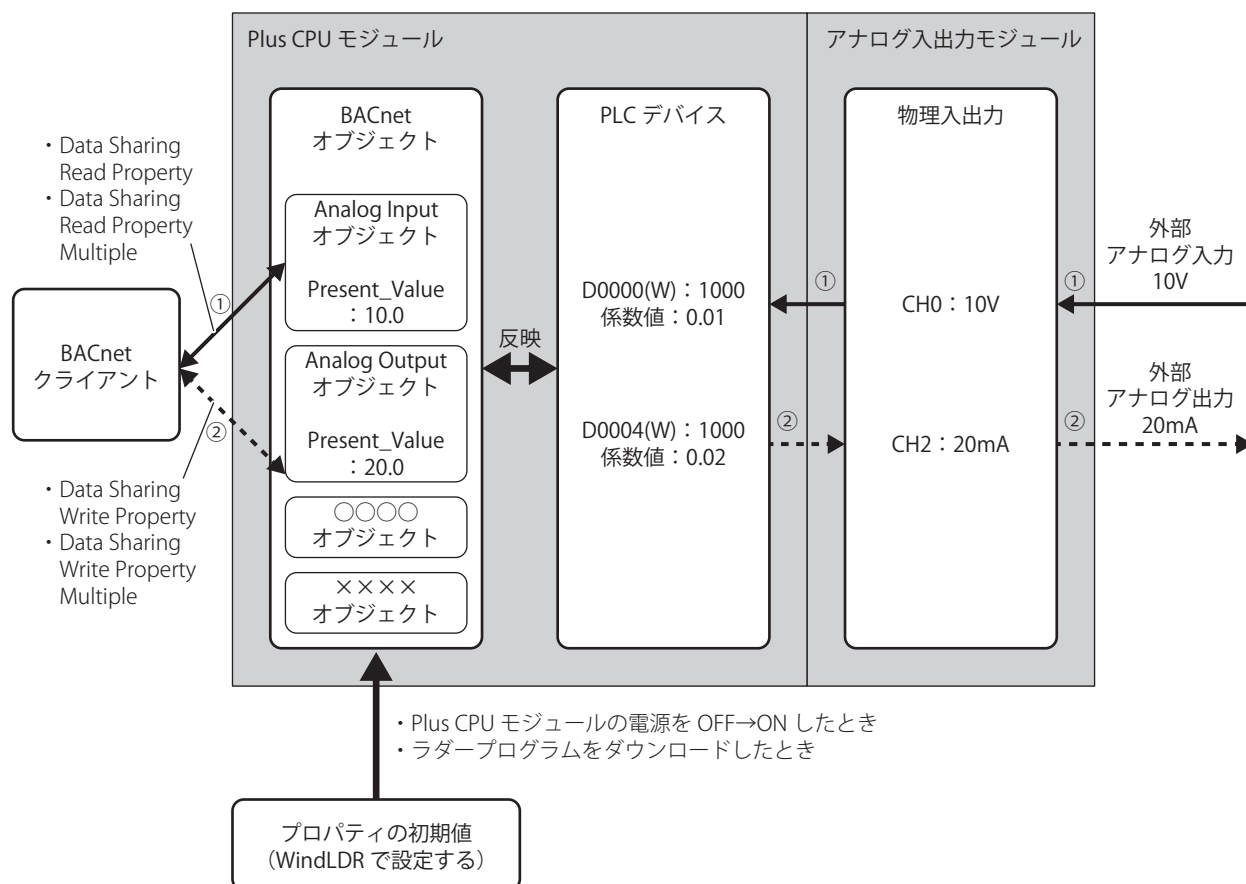 Plus CPU モジュール
アナログ入出力モジュール
BACnet
オブジェクト
PLC デバイス
物理入出力
・Data Sharing
Read Property
・Data Sharing
Read Property
Multiple
Analog Input
オブジェクト
Present_Value
：10.0
①
BACnet
クライアント
②
・Data Sharing
Write Property
・Data Sharing
Write Property
Multiple
Analog Output
オブジェクト
Present_Value
：20.0
○○○○
オブジェクト
××××
オブジェクト
反映
D0000(W)：1000
係数値：0.01
D0004(W)：1000
係数値：0.02
①
②
CH0：10V
CH2：20mA
①
②
外部
アナログ入力
10V
外部
アナログ出力
20mA
・Plus CPU モジュールの電源を OFF→ON したとき
・ラダープログラムをダウンロードしたとき
プロパティの初期値
（WindLDR で設定する）